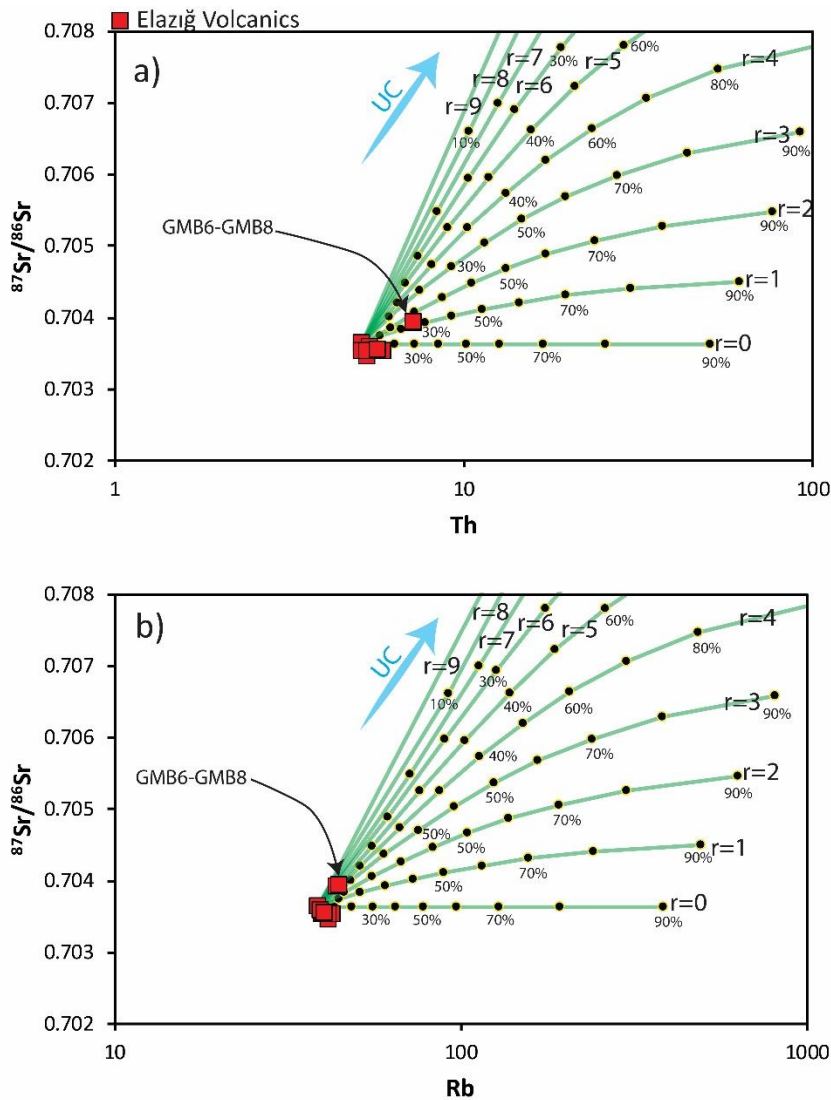 Elazığ Volcanics
0.708
0.707
0.706
0.705
0.704
0.703
0.702
87Sr/86Sr
a)
UC
GMB6-GMB8
r=9
r=8
r=7
r=6
r=5
r=4
r=3
r=2
r=1
r=0
10%
30%
40%
60%
60%
80%
40%
70%
90%
30%
50%
50%
70%
90%
30%
50%
70%
90%
30%
50%
70%
90%
1
10
100
Th
0.708
0.707
0.706
0.705
0.704
0.703
0.702
87Sr/86Sr
b)
UC
GMB6-GMB8
r=9
r=8
r=7
r=6
r=5
r=4
r=3
r=2
r=1
r=0
10%
30%
40%
60%
60%
80%
40%
70%
90%
50%
50%
50%
70%
90%
50%
70%
90%
30%
50%
70%
90%
10
100
1000
Rb